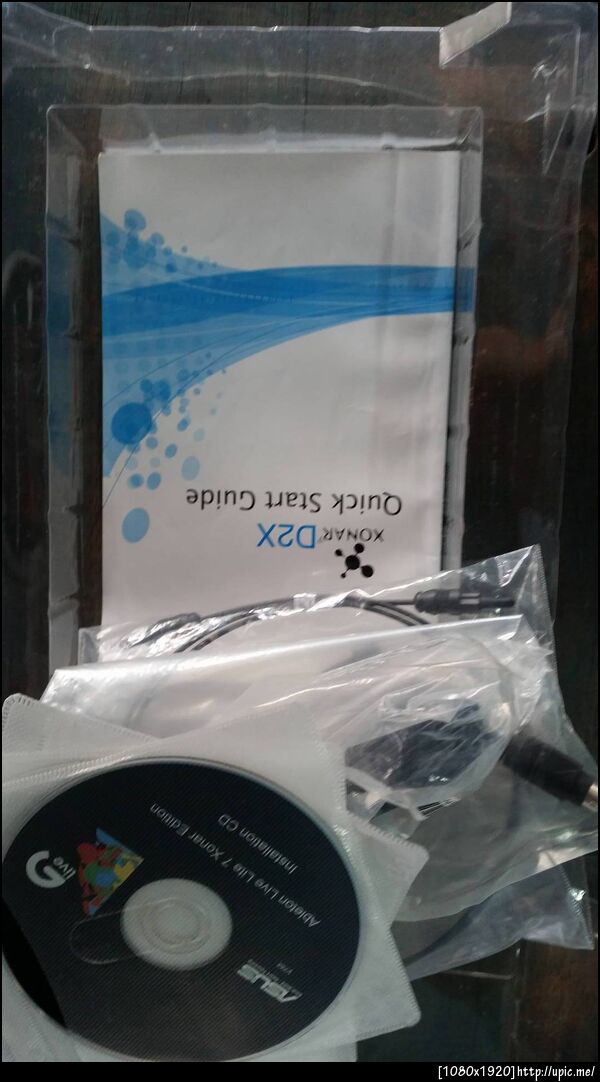 XONAR D2X
Quick Start Guide
Ableton Live Lite 7 Xonar Edition
Installation CD
live
ASUS
[1080x1920]http://upic.me/